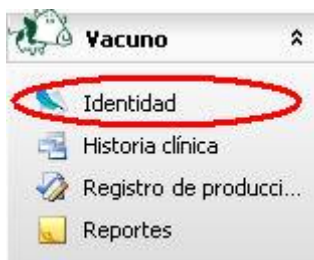 Vacuno
Identidad
Historia clínica
Registro de producci...
Reportes